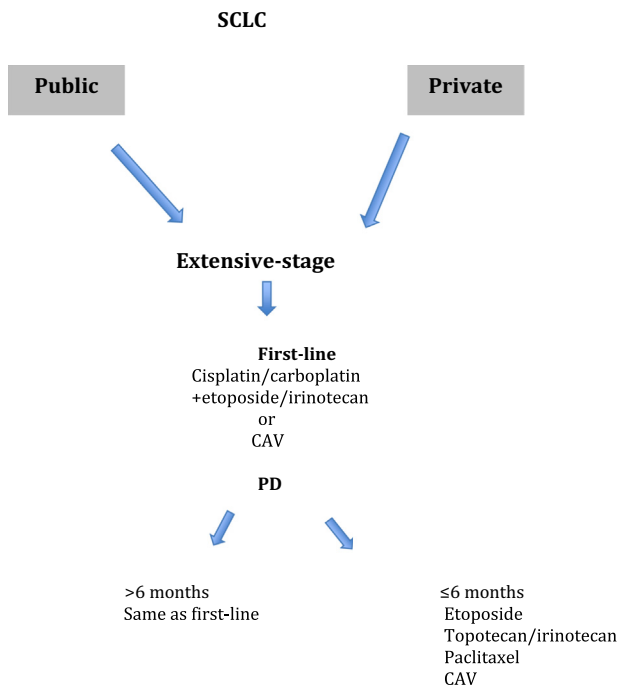 SCLC
Public
Private
Extensive-stage
First-line
Cisplatin/carboplatin
+etoposide/irinotecan
or
CAV
PD
>6 months
Same as first-line
≤6 months
Etoposide
Topotecan/irinotecan
Paclitaxel
CAV